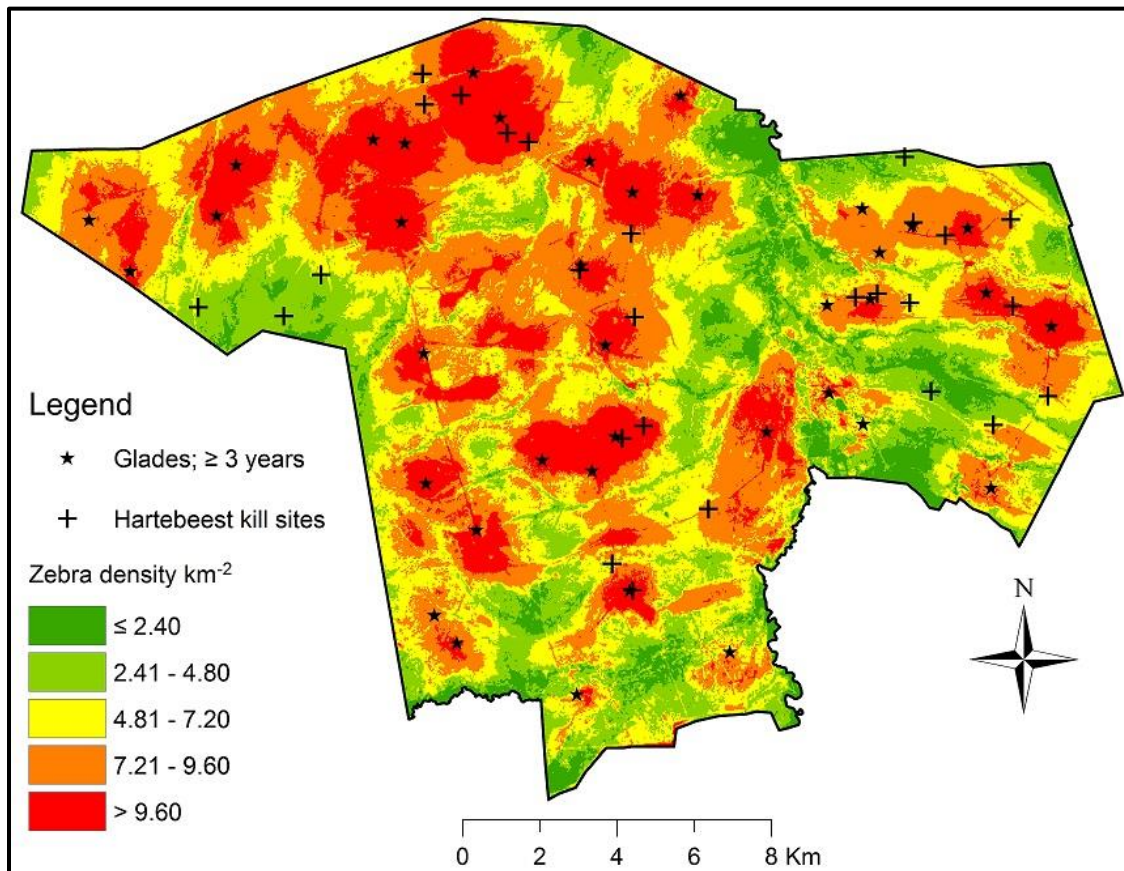 Legend
Glades; ≥ 3 years
Hartebeest kill sites
Zebra density km-2
≤ 2.40
2.41 - 4.80
4.81 - 7.20
7.21 - 9.60
> 9.60
N
0 2 4 6 8 Km